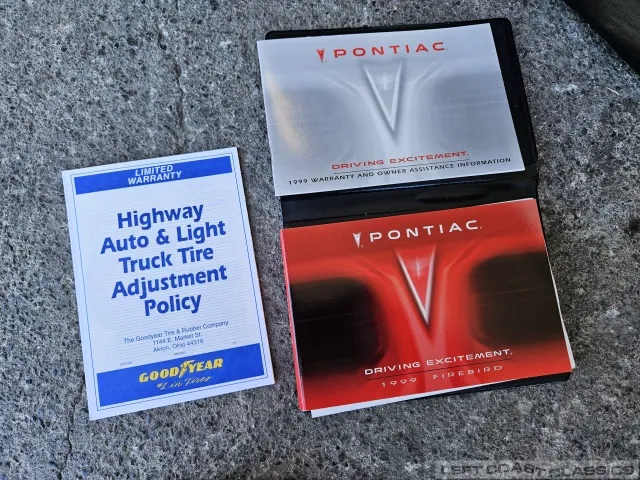 LIMITED
WARRANTY
Highway
Auto & Light
Truck Tire
Adjustment
Policy
The Goodyear Tire & Rubber Company
1144 E. Market St.
Akron, Ohio 44316
GOODYEAR
#1 in Tires
PONTIAC
DRIVING EXCITEMENT
1999 WARRANTY AND OWNER ASSISTANCE INFORMATION
PONTIAC
DRIVING EXCITEMENT
1999 FIREBIRD
LEFT COAST CLASSICS